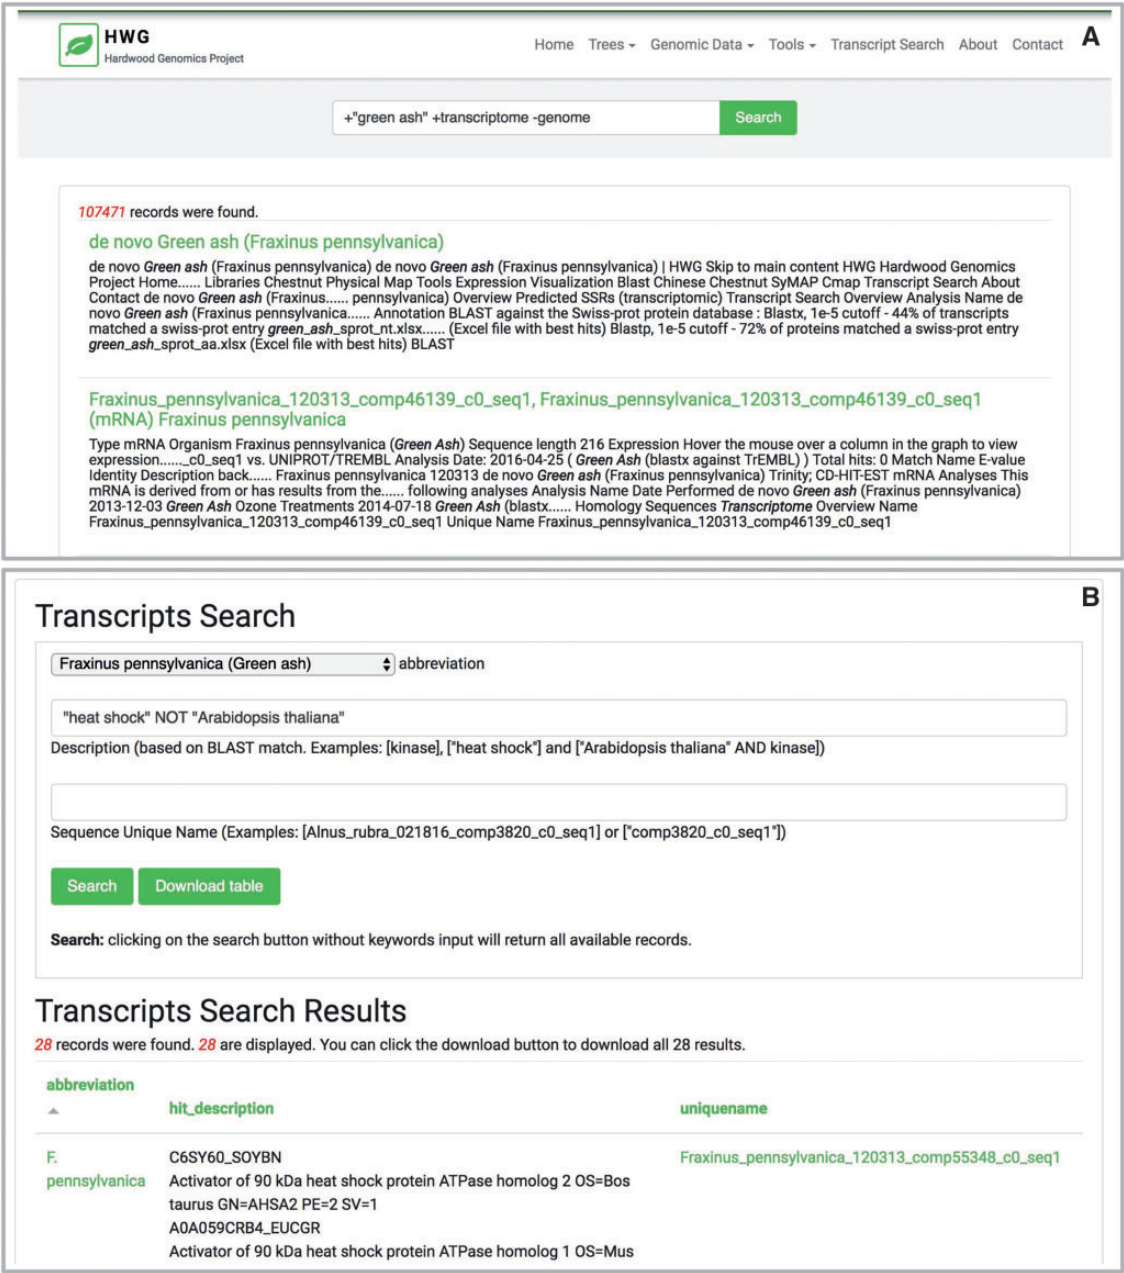 HWG
Hardwood Genomics Project
Home Trees Genomic Data Tools Transcript Search About Contact
A
+"green ash" +transcriptome -genome
Search
107471 records were found.
de novo Green ash (Fraxinus pennsylvanica)
de novo Green ash (Fraxinus pennsylvanica) de novo Green ash (Fraxinus pennsylvanica) | HWG Skip to main content HWG Hardwood Genomics
Project Home...... Libraries Chestnut Physical Map Tools Expression Visualization Blast Chinese Chestnut SyMAP Cmap Transcript Search About
Contact de novo Green ash (Fraxinus...... pennsylvanica) Overview Predicted SSRs (transcriptomic) Transcript Search Overview Analysis Name de
novo Green ash (Fraxinus pennsylvanica...... Annotation BLAST against the Swiss-prot protein database : Blastx, 1e-5 cutoff - 44% of transcripts
matched a swiss-prot entry green_ash_sprot_nt.xlsx...... (Excel file with best hits) Blastp, 1e-5 cutoff - 72% of proteins matched a swiss-prot entry
green_ash_sprot_aa.xlsx (Excel file with best hits) BLAST
Fraxinus_pennsylvanica_120313_comp46139_c0_seq1, Fraxinus_pennsylvanica_120313_comp46139_c0_seq1
(mRNA) Fraxinus pennsylvanica
Type mRNA Organism Fraxinus pennsylvanica (Green Ash) Sequence length 216 Expression Hover the mouse over a column in the graph to view
expression......_c0_seq1 vs. UNIPROT/TREMBL Analysis Date: 2016-04-25 ( Green Ash (blastx against TrEMBL) ) Total hits: 0 Match Name E-value
Identity Description back...... Fraxinus pennsylvanica 120313 de novo Green ash (Fraxinus pennsylvanica) Trinity; CD-HIT-EST mRNA Analyses This
mRNA is derived from or has results from the...... following analyses Analysis Name Date Performed de novo Green ash (Fraxinus pennsylvanica)
2013-12-03 Green Ash Ozone Treatments 2014-07-18 Green Ash (blastx...... Homology Sequences Transcriptome Overview Name
Fraxinus_pennsylvanica_120313_comp46139_c0_seq1 Unique Name Fraxinus_pennsylvanica_120313_comp46139_c0_seq1
B
Transcripts Search
Fraxinus pennsylvanica (Green ash) abbreviation
"heat shock" NOT "Arabidopsis thaliana"
Description (based on BLAST match. Examples: [kinase], ["heat shock"] and ["Arabidopsis thaliana" AND kinase])
Sequence Unique Name (Examples: [Alnus_rubra_021816_comp3820_c0_seq1] or ["comp3820_c0_seq1"])
Search Download table
Search: clicking on the search button without keywords input will return all available records.
Transcripts Search Results
28 records were found. 28 are displayed. You can click the download button to download all 28 results.
abbreviation
hit_description uniquename
F. C6SY60_SOYBN Fraxinus_pennsylvanica_120313_comp55348_c0_seq1
pennsylvanica Activator of 90 kDa heat shock protein ATPase homolog 2 OS=Bos
taurus GN=AHSA2 PE=2 SV=1
A0A059CRB4_EUCGR
Activator of 90 kDa heat shock protein ATPase homolog 1 OS=Mus